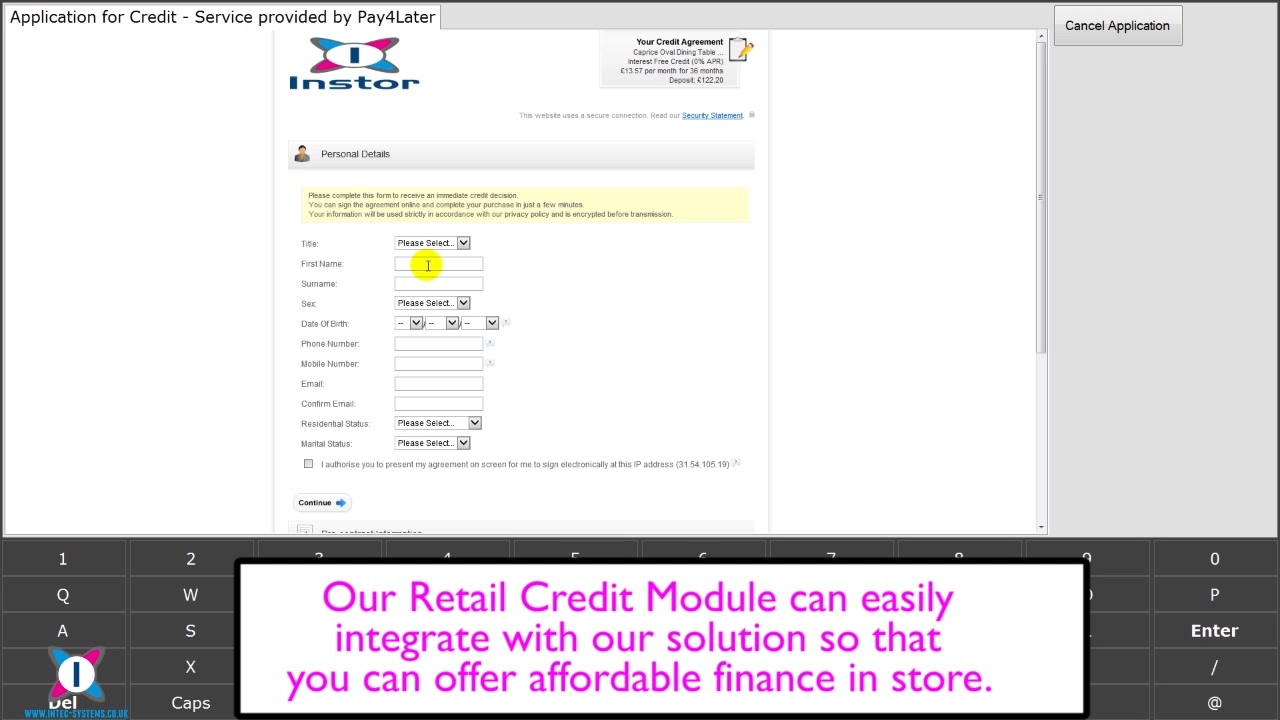 Application for Credit - Service provided by Pay4Later
Cancel Application
Instor
Your Credit Agreement
Caprice Oval Dining Table ...
Interest Free Credit (0% APR)
£13.57 per month for 36 months
Deposit: £122.20
This website uses a secure connection. Read our Security Statement.
Personal Details
Please complete this form to receive an immediate credit decision.
You can sign the agreement online and complete your purchase in just a few minutes.
Your information will be used strictly in accordance with our privacy policy and is encrypted before transmission.
Title: Please Select...
First Name:
Surname:
Sex: Please Select...
Date Of Birth: -- / -- / --
Phone Number:
Mobile Number:
Email:
Confirm Email:
Residential Status: Please Select...
Marital Status: Please Select...
I authorise you to present my agreement on screen for me to sign electronically at this IP address (31.54.105.19)
Continue
1 2 3 4 5 6 7 8 9 0
Q W P
A S Enter
X /
Del Caps @
Our Retail Credit Module can easily
integrate with our solution so that
you can offer affordable finance in store.
WWW.INTEC-SYSTEMS.CO.UK